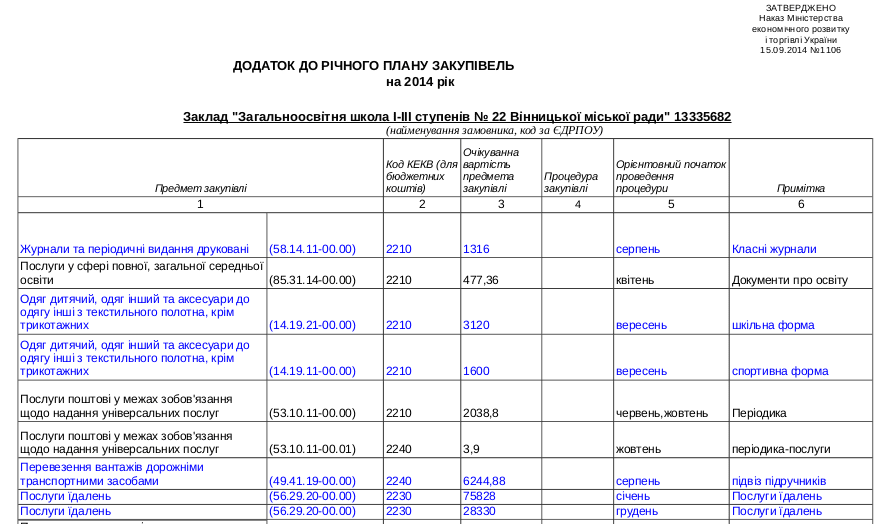 ЗАТВЕРДЖЕНО
Наказ Міністерства
економічного розвитку
і торгівлі України
15.09.2014 №1106
ДОДАТОК ДО РІЧНОГО ПЛАНУ ЗАКУПІВЕЛЬ
на 2014 рік
Заклад "Загальноосвітня школа І-ІІІ ступенів № 22 Вінницької міської ради" 13335682
(найменування замовника, код за ЄДРПОУ)
Предмет закупівлі
Код КЕКВ (для
бюджетних
коштів)
Очікуванна
вартість
предмета
закупівлі
Процедура
закупівлі
Орієнтовний початок
проведення
процедури
Примітка
1 2 3 4 5 6
Журнали та періодичні видання друковані (58.14.11-00.00) 2210 1316 серпень Класні журнали
Послуги у сфері повної, загальної середньої
освіти (85.31.14-00.00) 2210 477,36 квітень Документи про освіту
Одяг дитячий, одяг інший та аксесуари до
одягу інші з текстильного полотна, крім
трикотажних (14.19.21-00.00) 2210 3120 вересень шкільна форма
Одяг дитячий, одяг інший та аксесуари до
одягу інші з текстильного полотна, крім
трикотажних (14.19.11-00.00) 2210 1600 вересень спортивна форма
Послуги поштові у межах зобов'язання
щодо надання універсальних послуг (53.10.11-00.00) 2210 2038,8 червень,жовтень Періодика
Послуги поштові у межах зобов'язання
щодо надання універсальних послуг (53.10.11-00.01) 2240 3,9 жовтень періодика-послуги
Перевезення вантажів дорожніми
транспортними засобами (49.41.19-00.00) 2240 6244,88 серпень підвіз підручників
Послуги їдалень (56.29.20-00.00) 2230 75828 січень Послуги їдалень
Послуги їдалень (56.29.20-00.00) 2230 28330 грудень Послуги їдалень